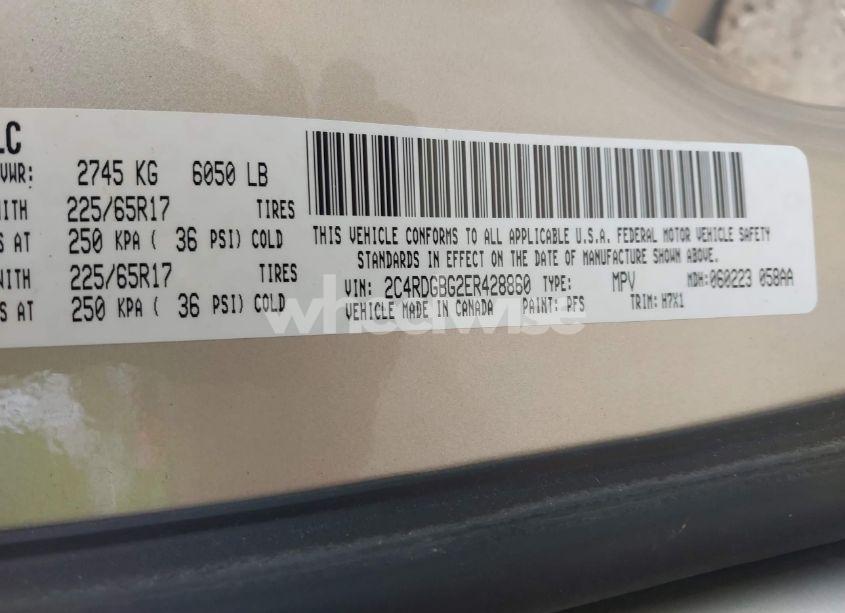 LC
VWR: 2745 KG 6050 LB
WITH 225/65R17 TIRES
S AT 250 KPA ( 36 PSI) COLD
WITH 225/65R17 TIRES
S AT 250 KPA ( 36 PSI) COLD
THIS VEHICLE CONFORMS TO ALL APPLICABLE U.S.A. FEDERAL MOTOR VEHICLE SAFETY
STANDARDS IN EFFECT ON THE DATE OF MANUFACTURE SHOWN ABOVE.
VIN: 2C4RDGBG2ER428860 TYPE: MPV MDH: 060223 058AA
VEHICLE MADE IN CANADA PAINT: PFS TRIM: H7X1
wheelwise